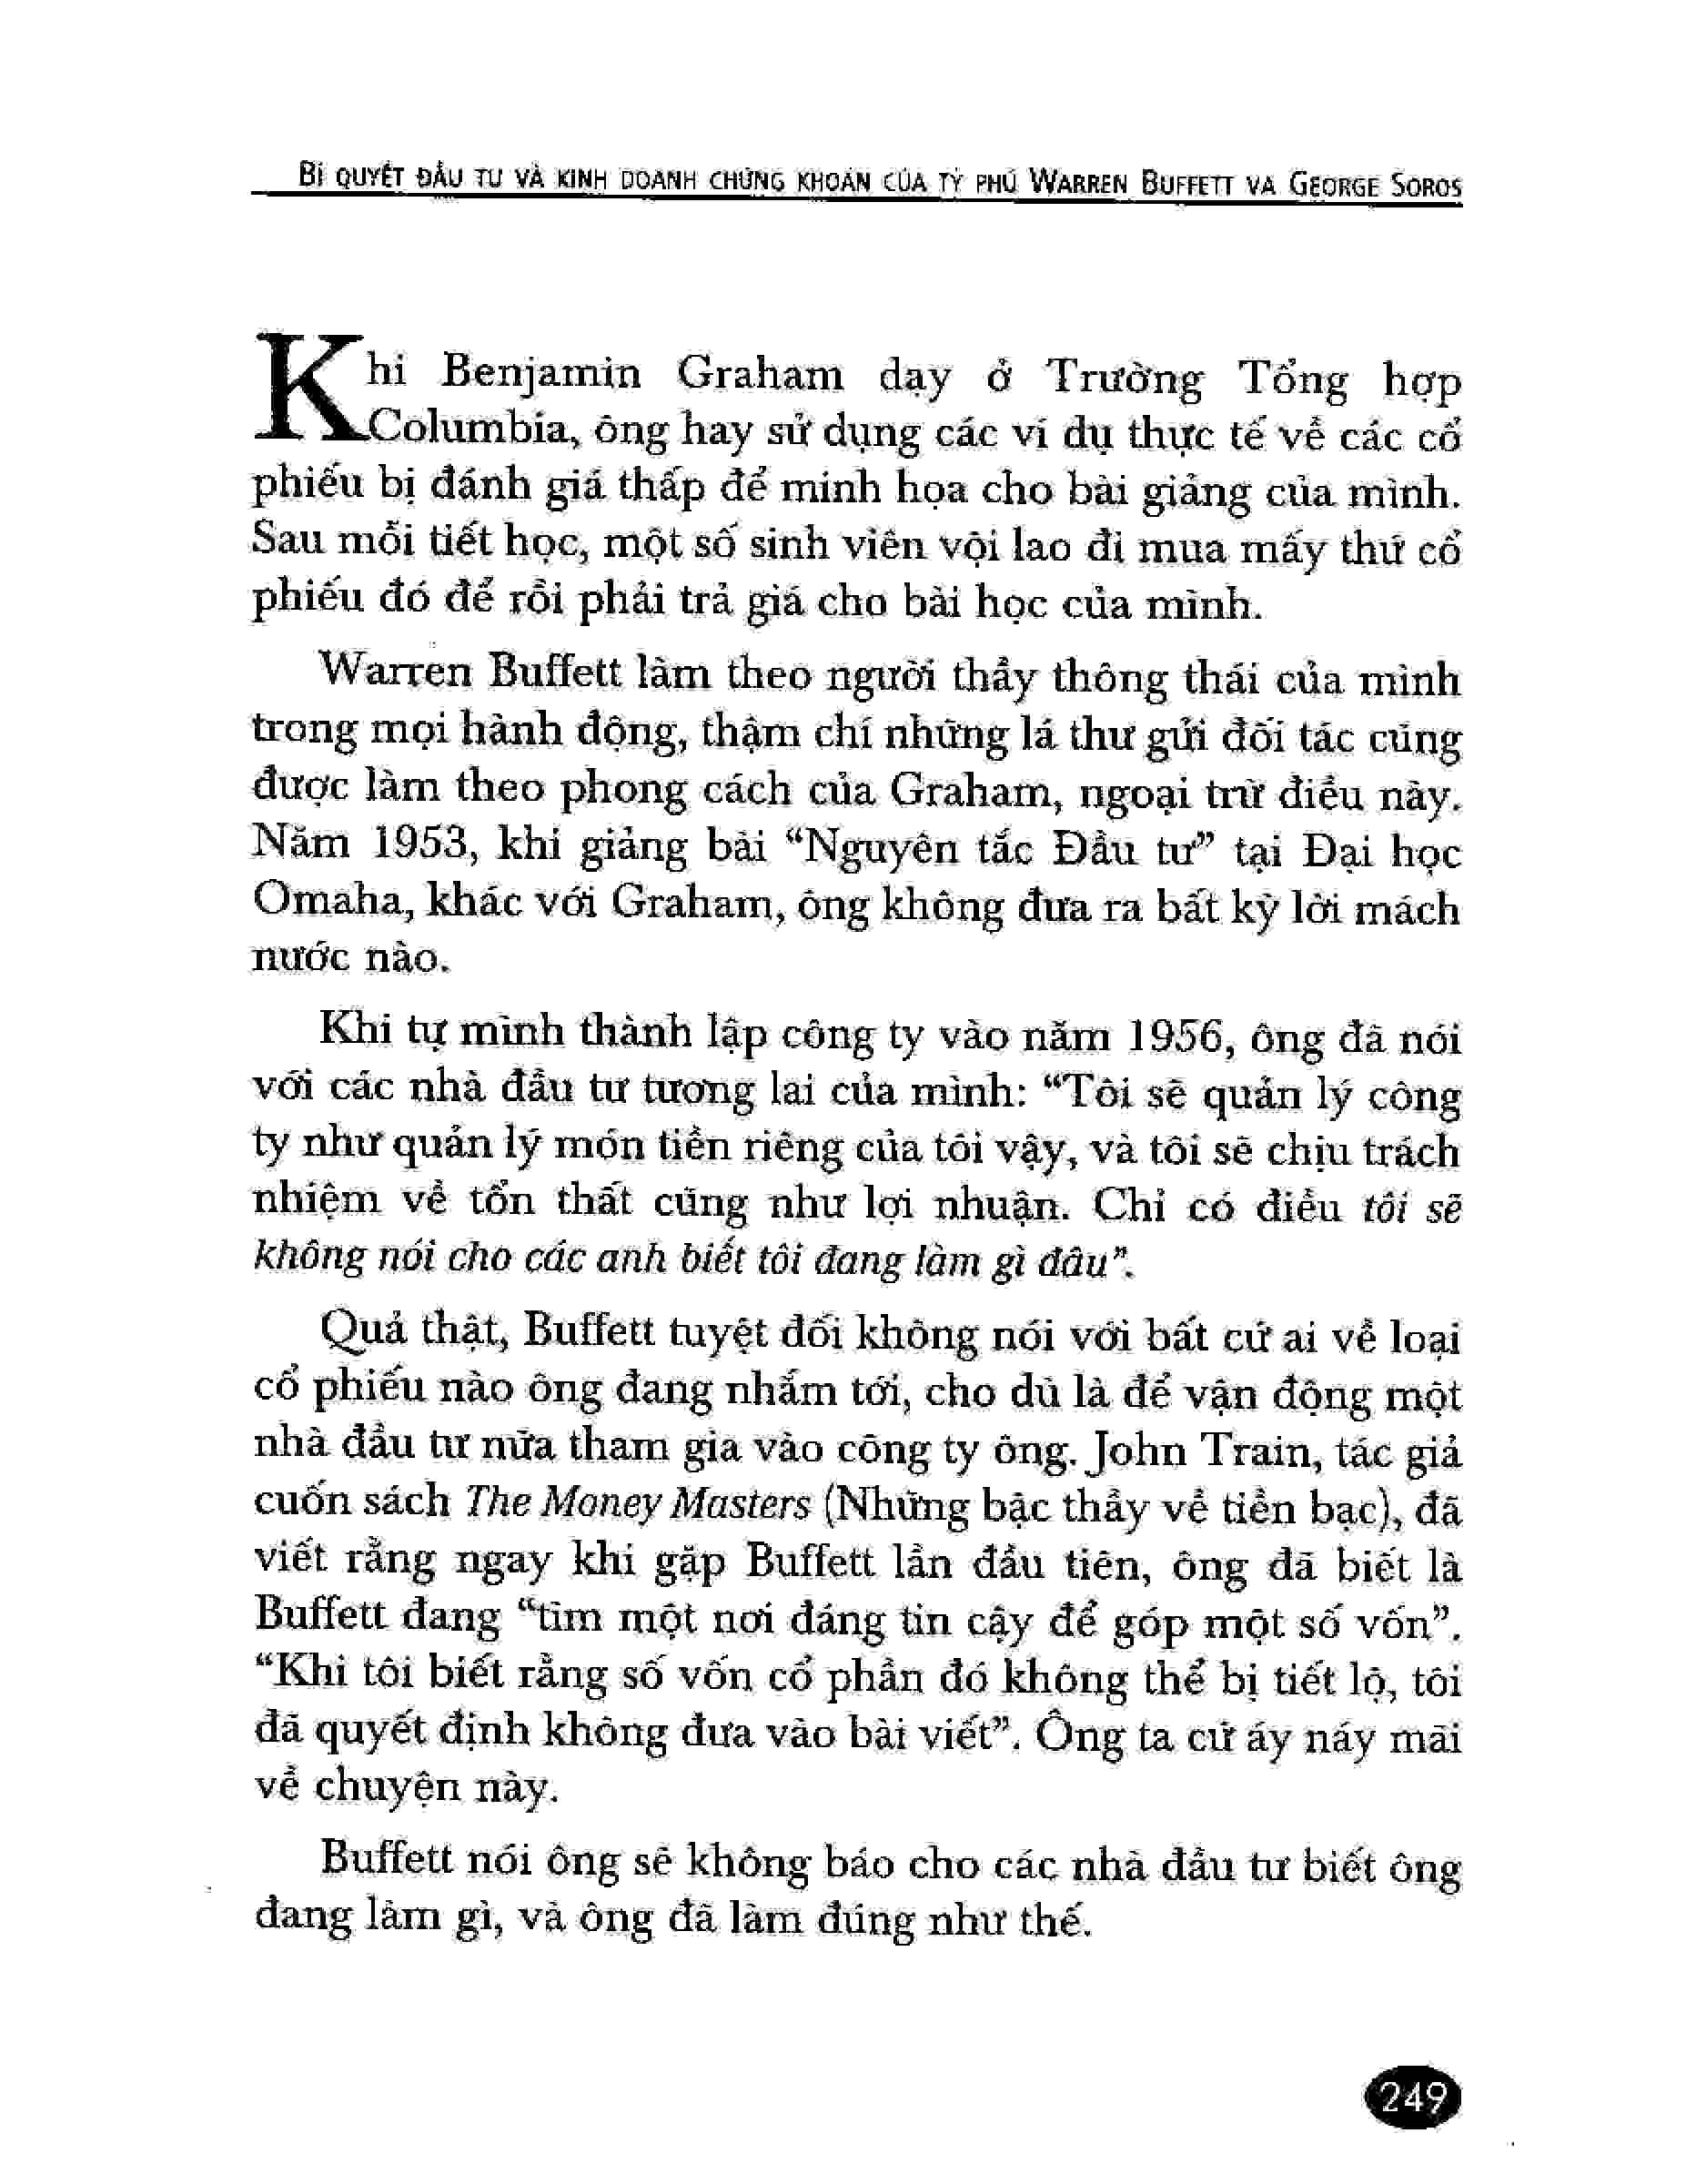 BÍ QUYẾT ĐẦU TƯ VÀ KINH DOANH CHỨNG KHOÁN CỦA TỶ PHÚ WARREN BUFFETT VÀ GEORGE SOROS
Khi Benjamin Graham dạy ở Trường Tổng hợp
Columbia, ông hay sử dụng các ví dụ thực tế về các cổ
phiếu bị đánh giá thấp để minh họa cho bài giảng của mình.
Sau mỗi tiết học, một số sinh viên vội lao đi mua mấy thứ cổ
phiếu đó để rồi phải trả giá cho bài học của mình.
Warren Buffett làm theo người thầy thông thái của mình
trong mọi hành động, thậm chí những lá thư gửi đối tác cũng
được làm theo phong cách của Graham, ngoại trừ điều này.
Năm 1953, khi giảng bài “Nguyên tắc Đầu tư” tại Đại học
Omaha, khác với Graham, ông không đưa ra bất kỳ lời mách
nước nào.
Khi tự mình thành lập công ty vào năm 1956, ông đã nói
với các nhà đầu tư tương lai của mình: “Tôi sẽ quản lý công
ty như quản lý món tiền riêng của tôi vậy, và tôi sẽ chịu trách
nhiệm về tổn thất cũng như lợi nhuận. Chỉ có điều tôi sẽ
không nói cho các anh biết tôi đang làm gì đâu”.
Quả thật, Buffett tuyệt đối không nói với bất cứ ai về loại
cổ phiếu nào ông đang nhắm tới, cho dù là để vận động một
nhà đầu tư nữa tham gia vào công ty ông. John Train, tác giả
cuốn sách The Money Masters (Những bậc thầy về tiền bạc), đã
viết rằng ngay khi gặp Buffett lần đầu tiên, ông đã biết là
Buffett đang “tìm một nơi đáng tin cậy để góp một số vốn”.
“Khi tôi biết rằng số vốn cổ phần đó không thể bị tiết lộ, tôi
đã quyết định không đưa vào bài viết”. Ông ta cứ áy náy mãi
về chuyện này.
Buffett nói ông sẽ không báo cho các nhà đầu tư biết ông
đang làm gì, và ông đã làm đúng như thế.
249